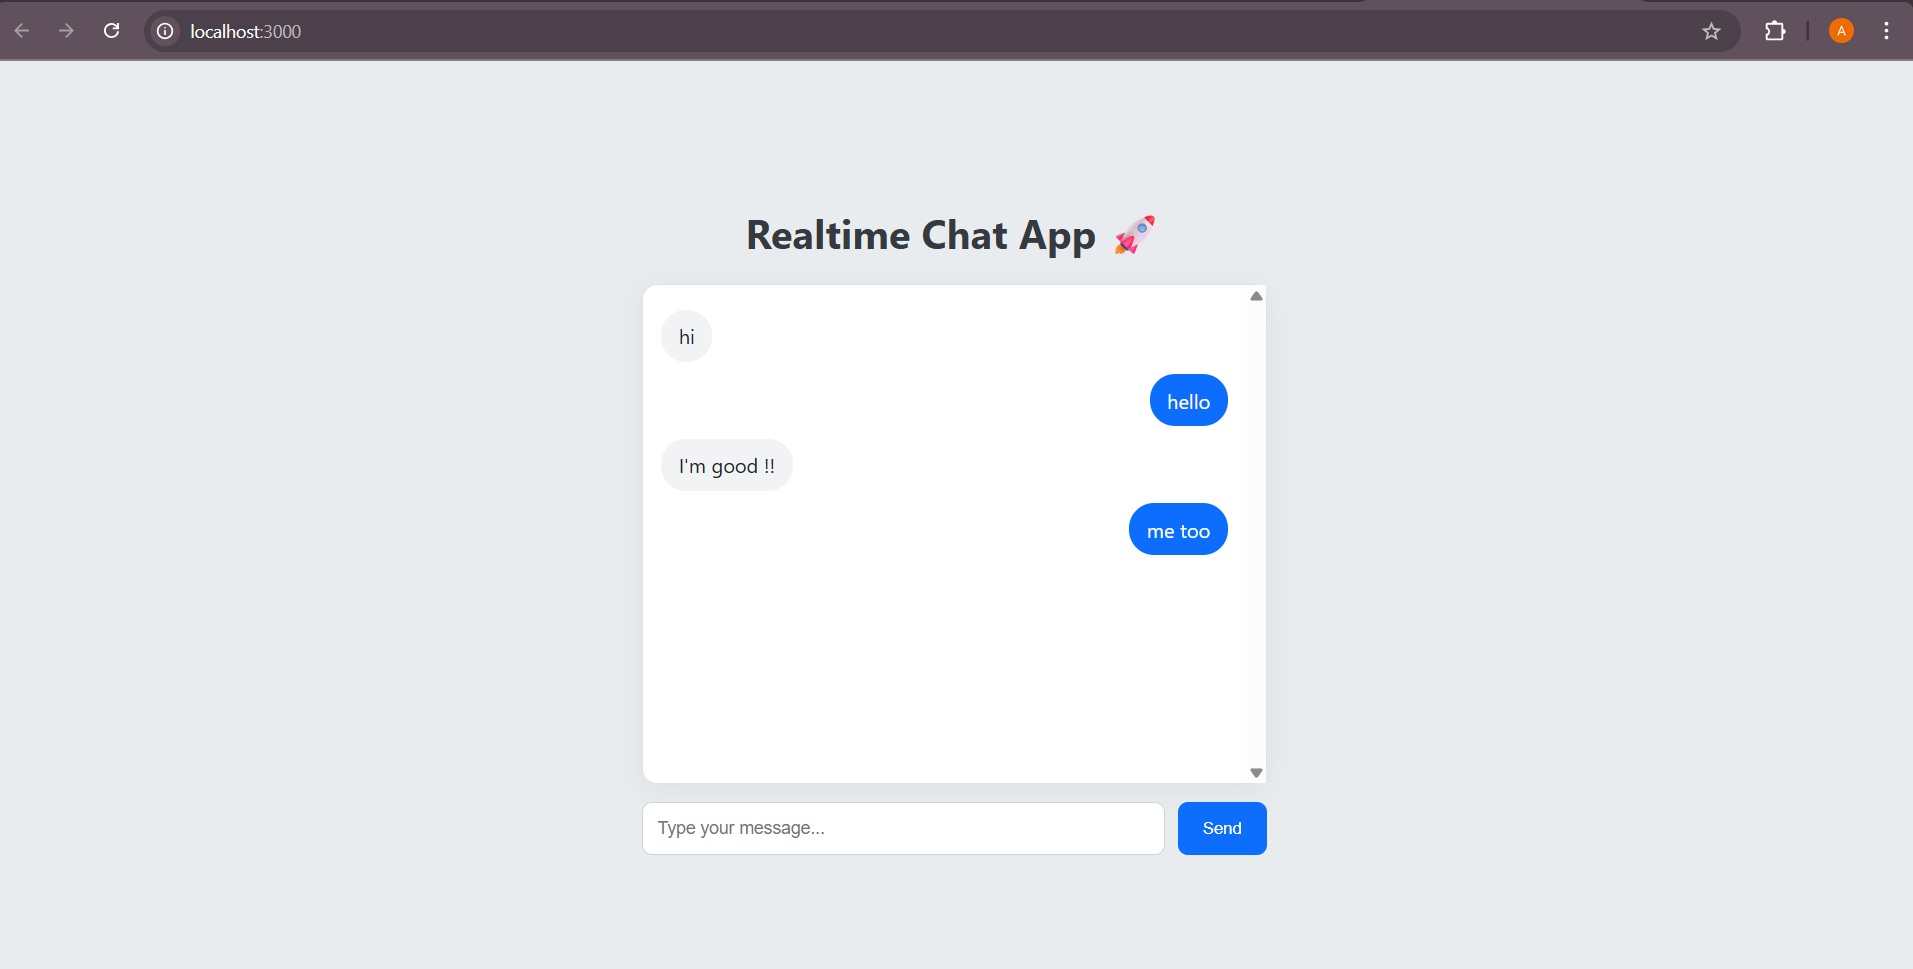 localhost:3000
A
Realtime Chat App 🚀
hi
hello
I'm good !!
me too
Type your message...
Send